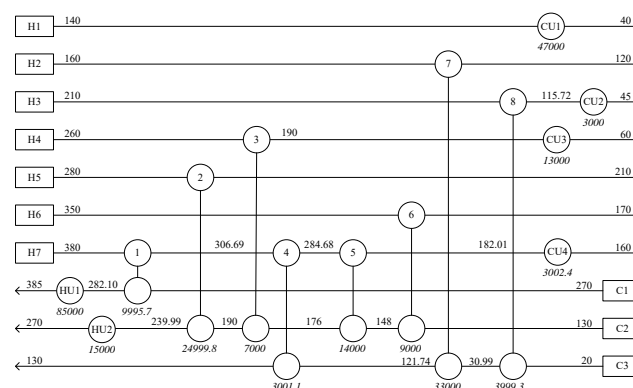 H1 140 CU1 40
47000
H2 160 7 120
H3 210 8 115.72 CU2 45
3000
H4 260 3 190 CU3 60
13000
H5 280 2 210
H6 350 6 170
H7 380 1 306.69 4 284.68 5 182.01 CU4 160
3002.4
385 HU1 282.10 270 C1
85000 9995.7
270 HU2 239.99 190 176 148 130 C2
15000 24999.8 7000 14000 9000
130 121.74 30.99 20 C3
3001.1 33000 3999.3